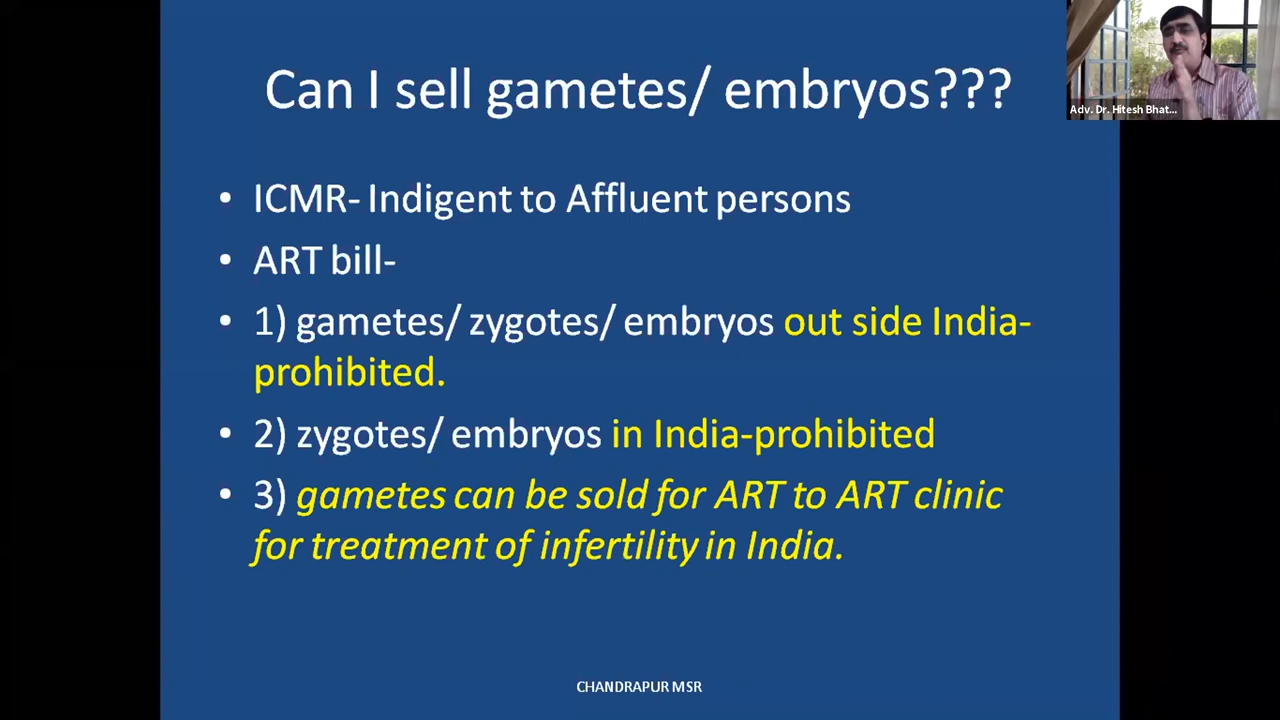 Can I sell gametes/ embryos???
Adv. Dr. Hitesh Bhat...
• ICMR- Indigent to Affluent persons
• ART bill-
• 1) gametes/ zygotes/ embryos out side India-
prohibited.
• 2) zygotes/ embryos in India-prohibited
• 3) gametes can be sold for ART to ART clinic
for treatment of infertility in India.
CHANDRAPUR MSR